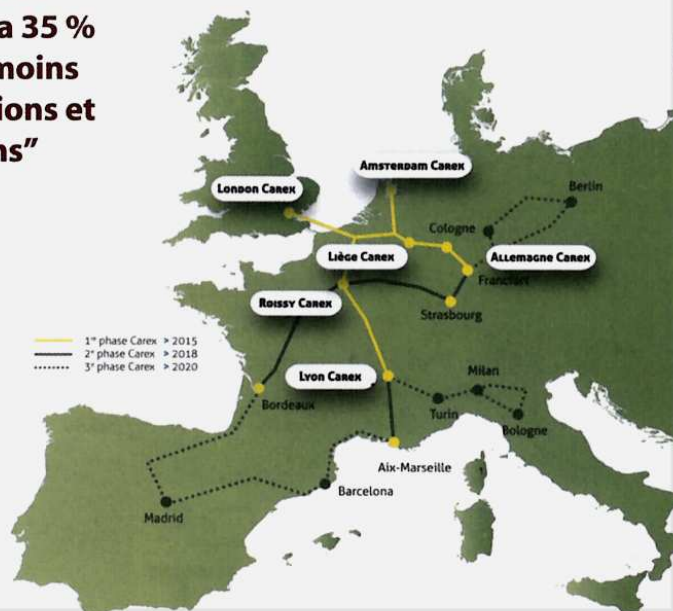 a 35 %
moins
ions et
ns”
London Carex
Amsterdam Carex
Berlin
Cologne
Liège Carex
Allemagne Carex
Francfort
Roissy Carex
Strasbourg
1re phase Carex > 2015
2e phase Carex > 2018
3e phase Carex > 2020
Lyon Carex
Milan
Bordeaux
Turin
Bologne
Aix-Marseille
Barcelona
Madrid